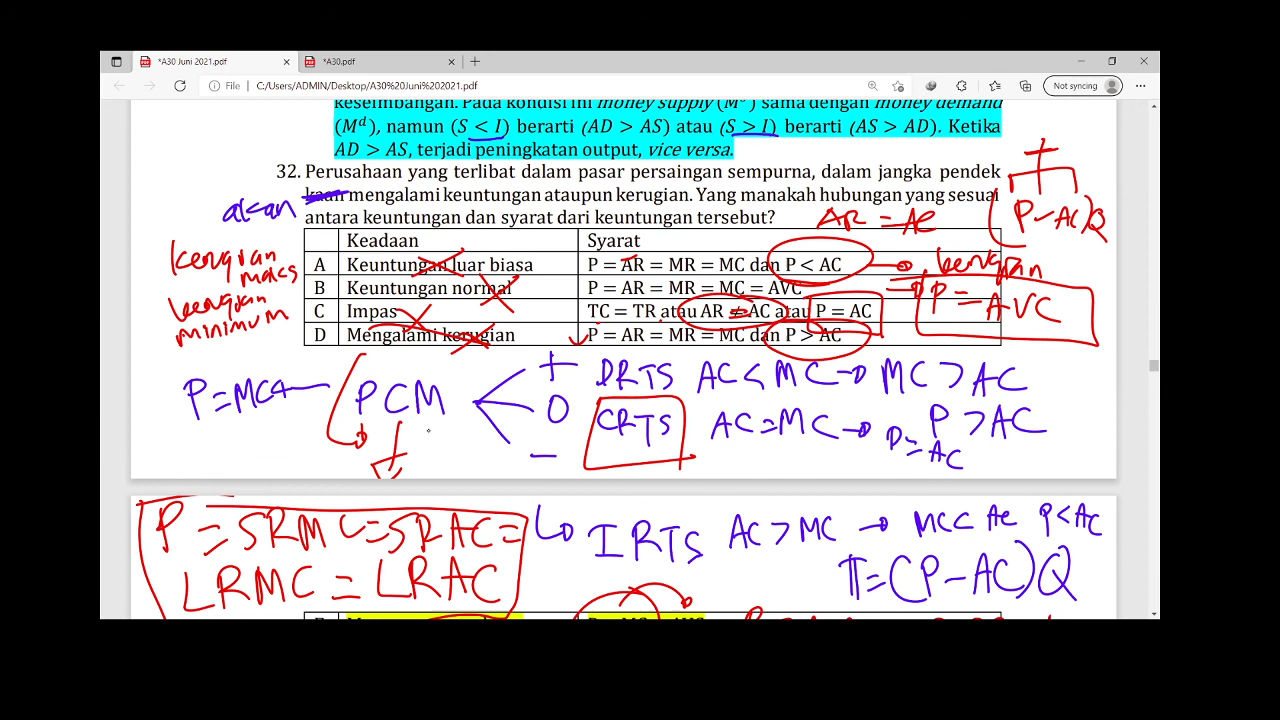 *A30 Juni 2021.pdf
*A30.pdf
File
C:/Users/ADMIN/Desktop/A30%20Juni%202021.pdf
Not syncing
keseimbangan. Pada kondisi ini money supply (Mˢ) sama dengan money demand
(Mᵈ), namun (S < I) berarti (AD > AS) atau (S > I) berarti (AS > AD). Ketika
AD > AS, terjadi peningkatan output, vice versa.
32. Perusahaan yang terlibat dalam pasar persaingan sempurna, dalam jangka pendek
kaan mengalami keuntungan ataupun kerugian. Yang manakah hubungan yang sesuai
akan
antara keuntungan dan syarat dari keuntungan tersebut?
AR = AC
(P - AC)Q
Keadaan Syarat
A Keuntungan luar biasa P = AR = MR = MC dan P < AC
B Keuntungan normal P = AR = MR = MC = AVC
C Impas TC = TR atau AR ≠ AC atau P = AC
D Mengalami kerugian P = AR = MR = MC dan P > AC
kerugian
maks
kerugian
minimum
kerugian
P = AVC
P=MC
PCM
+ DRTS AC < MC → MC > AC
0 CRTS AC = MC → P > AC
P = AC
-
P = SRMC = SRAC =
LRMC = LRAC
IRTS AC > MC → MC < AC P < AC
π = (P - AC)Q